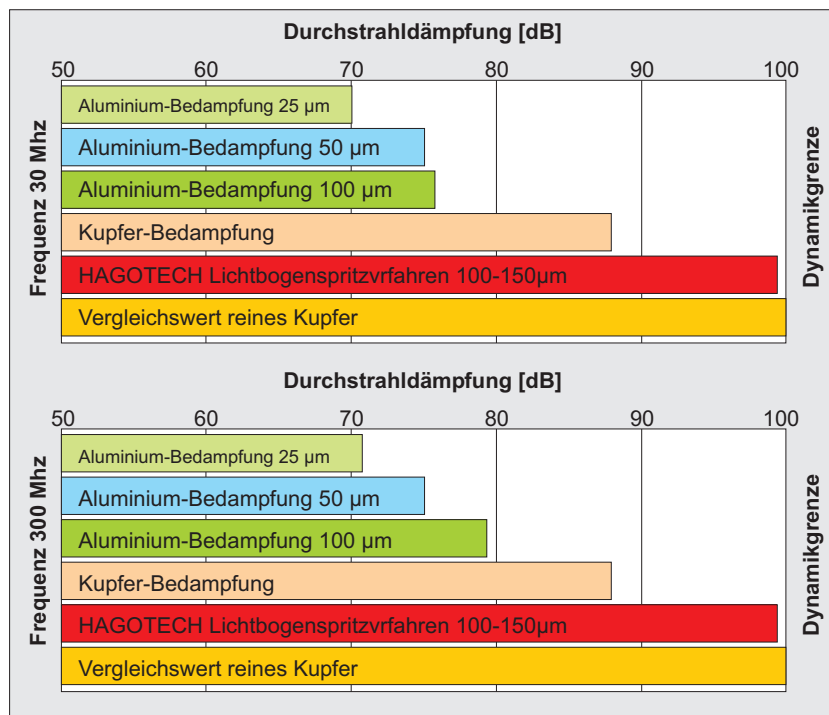 Durchstrahldämpfung [dB]
50 60 70 80 90 100
Frequenz 30 Mhz
Aluminium-Bedampfung 25 µm
Aluminium-Bedampfung 50 µm
Aluminium-Bedampfung 100 µm
Kupfer-Bedampfung
HAGOTECH Lichtbogenspritzvrfahren 100-150µm
Vergleichswert reines Kupfer
Dynamikgrenze
Durchstrahldämpfung [dB]
50 60 70 80 90 100
Frequenz 300 Mhz
Aluminium-Bedampfung 25 µm
Aluminium-Bedampfung 50 µm
Aluminium-Bedampfung 100 µm
Kupfer-Bedampfung
HAGOTECH Lichtbogenspritzvrfahren 100-150µm
Vergleichswert reines Kupfer
Dynamikgrenze